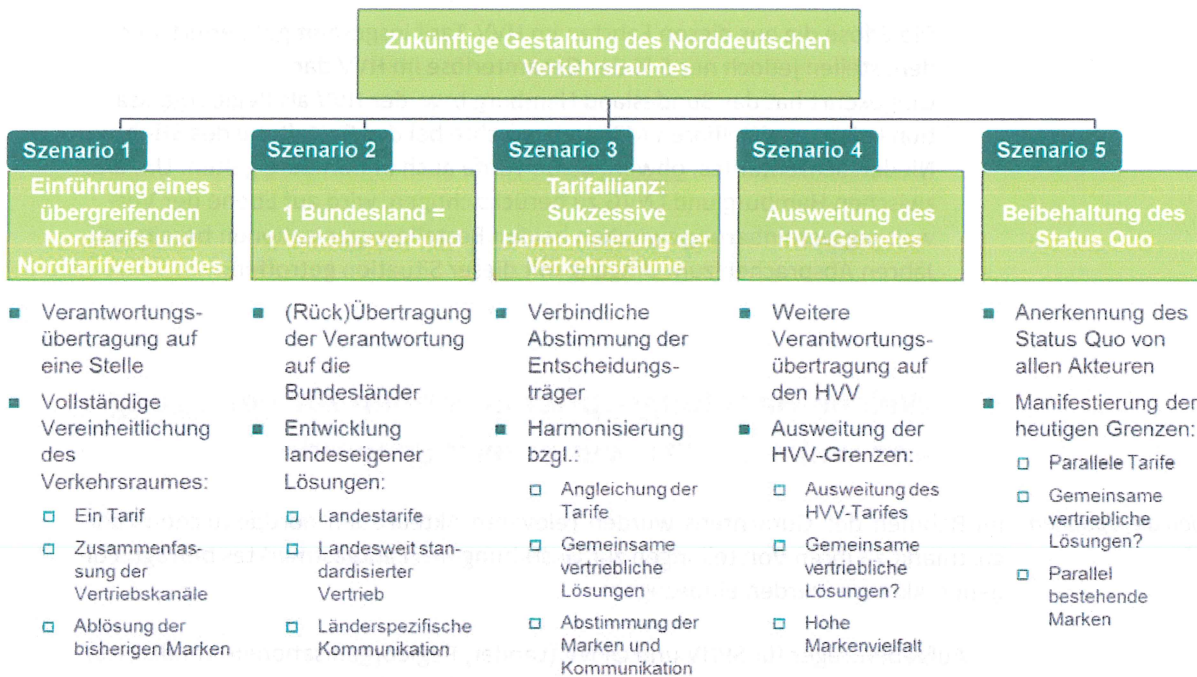 Zukünftige Gestaltung des Norddeutschen
Verkehrsraumes
Szenario 1
Einführung eines
übergreifenden
Nordtarifs und
Nordtarifverbundes
■ Verantwortungs-
übertragung auf
eine Stelle
■ Vollständige
Vereinheitlichung
des
Verkehrsraumes:
□ Ein Tarif
□ Zusammenfas-
sung der
Vertriebskanäle
□ Ablösung der
bisherigen Marken
Szenario 2
1 Bundesland =
1 Verkehrsverbund
■ (Rück)Übertragung
der Verantwortung
auf die
Bundesländer
■ Entwicklung
landeseigener
Lösungen:
□ Landestarife
□ Landesweit stan-
dardisierter
Vertrieb
□ Länderspezifische
Kommunikation
Szenario 3
Tarifallianz:
Sukzessive
Harmonisierung der
Verkehrsräume
■ Verbindliche
Abstimmung der
Entscheidungs-
träger
■ Harmonisierung
bzgl.:
□ Angleichung der
Tarife
□ Gemeinsame
vertriebliche
Lösungen
□ Abstimmung der
Marken und
Kommunikation
Szenario 4
Ausweitung des
HVV-Gebietes
■ Weitere
Verantwortungs-
übertragung auf
den HVV
■ Ausweitung der
HVV-Grenzen:
□ Ausweitung des
HVV-Tarifes
□ Gemeinsame
vertriebliche
Lösungen?
□ Hohe
Markenvielfalt
Szenario 5
Beibehaltung des
Status Quo
■ Anerkennung des
Status Quo von
allen Akteuren
■ Manifestierung der
heutigen Grenzen:
□ Parallele Tarife
□ Gemeinsame
vertriebliche
Lösungen?
□ Parallel
bestehende
Marken